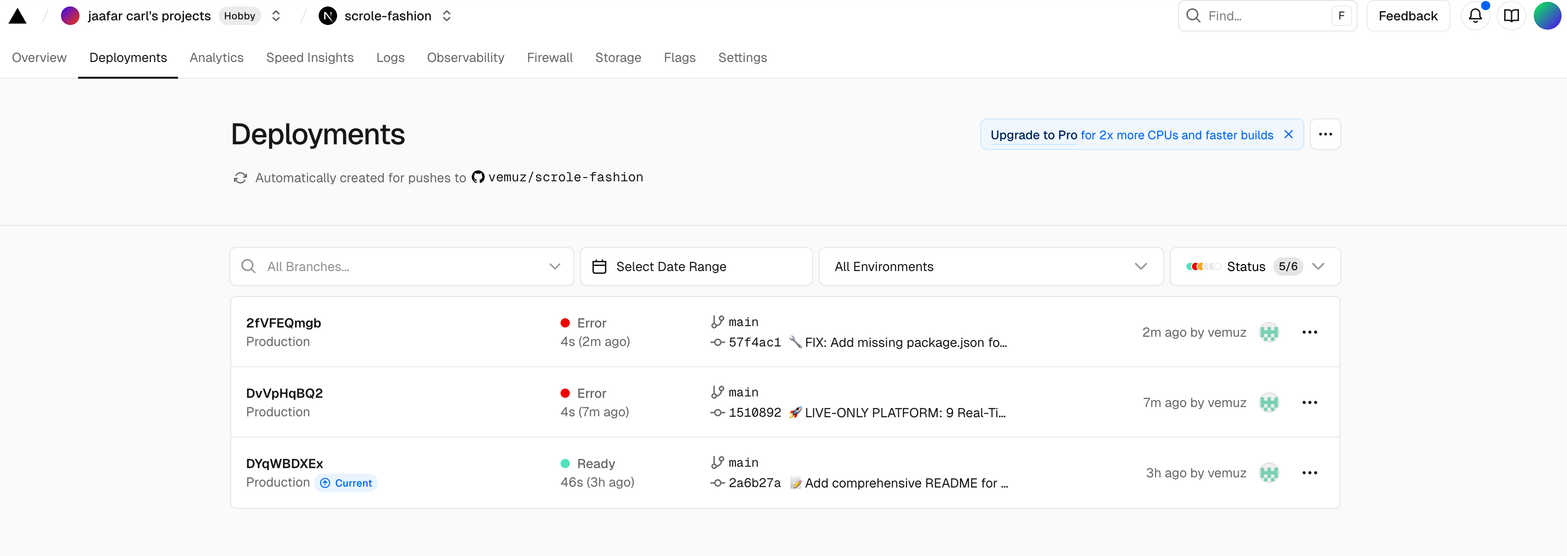 jaafar carl's projects Hobby scrole-fashion Find... F Feedback
Overview Deployments Analytics Speed Insights Logs Observability Firewall Storage Flags Settings
Deployments
Upgrade to Pro for 2x more CPUs and faster builds
Automatically created for pushes to vemuz/scrole-fashion
All Branches... Select Date Range All Environments Status 5/6
2fVFEQmgb Error main
Production 4s (2m ago) 57f4ac1 🔧 FIX: Add missing package.json fo... 2m ago by vemuz
DvVpHqBQ2 Error main
Production 4s (7m ago) 1510892 🚀 LIVE-ONLY PLATFORM: 9 Real-Ti... 7m ago by vemuz
DYqWBDXEx Ready main
Production Current 46s (3h ago) 2a6b27a 📝 Add comprehensive README for ... 3h ago by vemuz